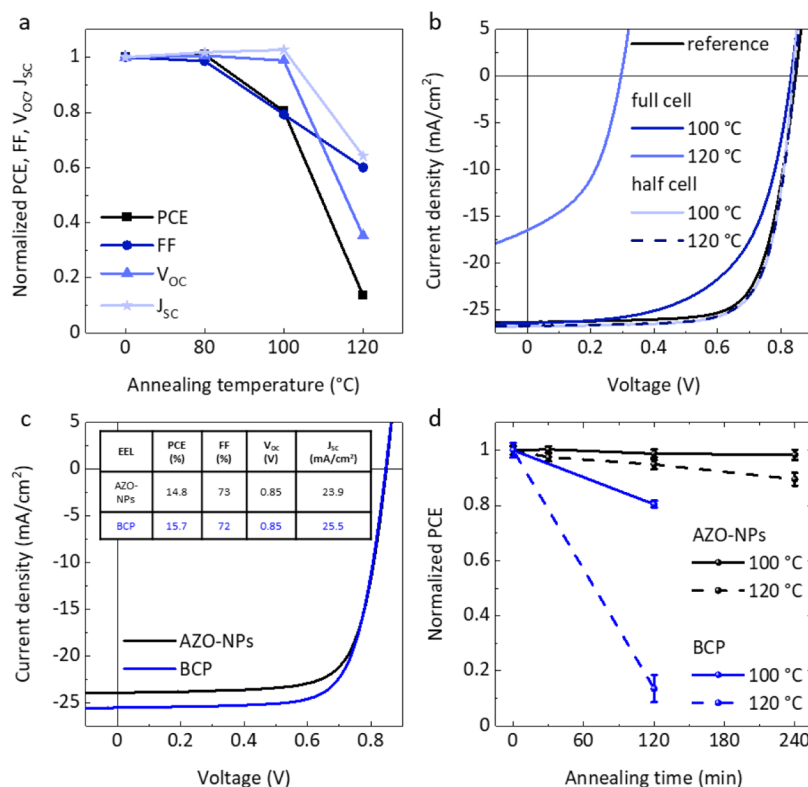 a
Normalized PCE, FF, V_OC, J_SC
1
0.8
0.6
0.4
0.2
0
PCE
FF
V_OC
J_SC
0 80 100 120
Annealing temperature (°C)
b
Current density (mA/cm²)
5
0
-5
-10
-15
-20
-25
reference
full cell
100 °C
120 °C
half cell
100 °C
120 °C
0 0.2 0.4 0.6 0.8
Voltage (V)
c
Current density (mA/cm²)
5
0
-5
-10
-15
-20
-25
EEL PCE (%) FF (%) V_OC (V) J_SC (mA/cm²)
AZO-NPs 14.8 73 0.85 23.9
BCP 15.7 72 0.85 25.5
AZO-NPs
BCP
0 0.2 0.4 0.6 0.8
Voltage (V)
d
Normalized PCE
1
0.8
0.6
0.4
0.2
0
AZO-NPs
100 °C
120 °C
BCP
100 °C
120 °C
0 60 120 180 240
Annealing time (min)